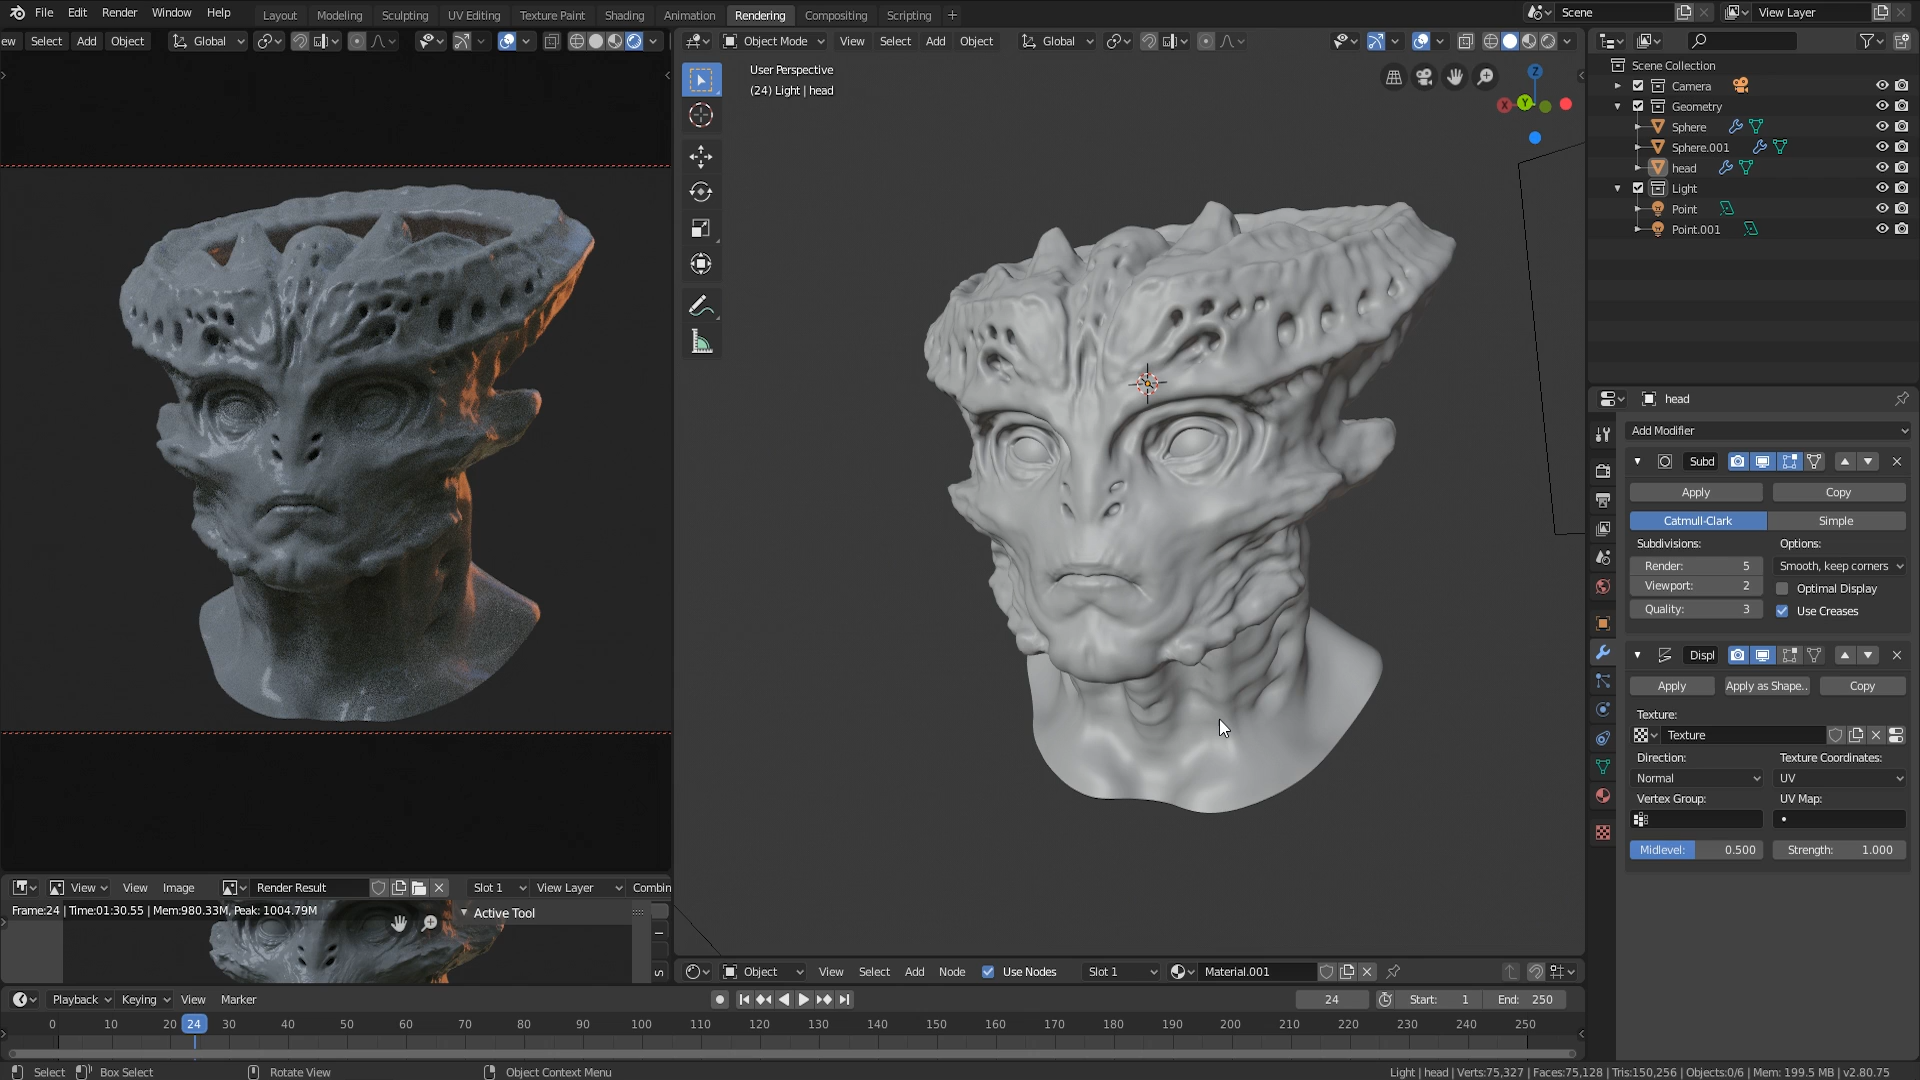 File Edit Render Window Help Layout Modeling Sculpting UV Editing Texture Paint Shading Animation Rendering Compositing Scripting + Scene View Layer
ew Select Add Object Global
Object Mode View Select Add Object Global
User Perspective
(24) Light | head
Z
X Y
Scene Collection
Camera
Geometry
Sphere
Sphere.001
head
Light
Point
Point.001
head
Add Modifier
Subd
Apply Copy
Catmull-Clark Simple
Subdivisions: Options:
Render: 5 Smooth, keep corners
Viewport: 2 Optimal Display
Quality: 3 Use Creases
Displ
Apply Apply as Shape.. Copy
Texture:
Texture
Direction: Texture Coordinates:
Normal UV
Vertex Group: UV Map:
Midlevel: 0.500 Strength: 1.000
View View Image Render Result Slot 1 View Layer Combin
Frame:24 | Time:01:30.55 | Mem:980.33M, Peak: 1004.79M
Active Tool
S
Object View Select Add Node Use Nodes Slot 1 Material.001
Playback Keying View Marker 24 Start: 1 End: 250
0 10 20 24 30 40 50 60 70 80 90 100 110 120 130 140 150 160 170 180 190 200 210 220 230 240 250
Select Box Select Rotate View Object Context Menu Light | head | Verts:75,327 | Faces:75,128 | Tris:150,256 | Objects:0/6 | Mem: 199.5 MB | v2.80.75